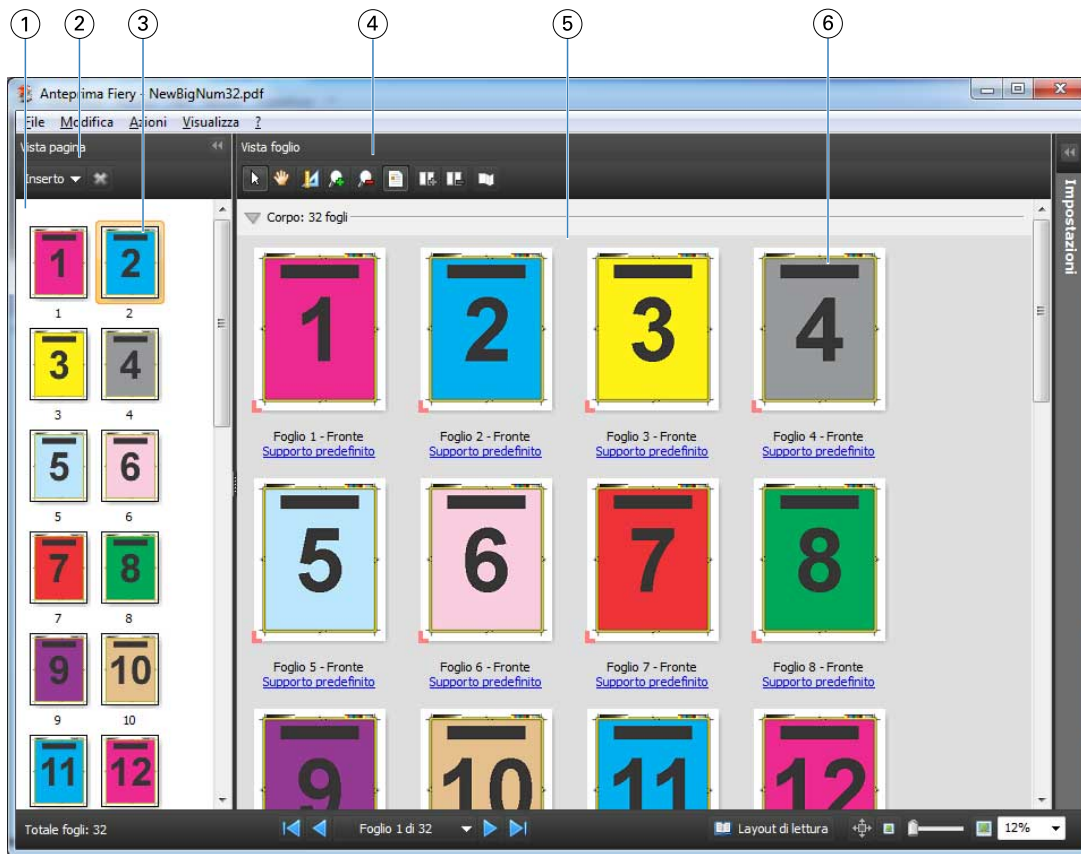 1 2 3 4 5 6
Anteprima Fiery - NewBigNum32.pdf
File Modifica Azioni Visualizza ?
Vista pagina
Inserto
1 2
1 2
3 4
3 4
5 6
5 6
7 8
7 8
9 10
9 10
11 12
Vista foglio
Corpo: 32 fogli
1 2 3 4
Foglio 1 - Fronte Foglio 2 - Fronte Foglio 3 - Fronte Foglio 4 - Fronte
Supporto predefinito Supporto predefinito Supporto predefinito Supporto predefinito
5 6 7 8
Foglio 5 - Fronte Foglio 6 - Fronte Foglio 7 - Fronte Foglio 8 - Fronte
Supporto predefinito Supporto predefinito Supporto predefinito Supporto predefinito
9 10 11 12
Impostazioni
Totale fogli: 32 Foglio 1 di 32 Layout di lettura 12%